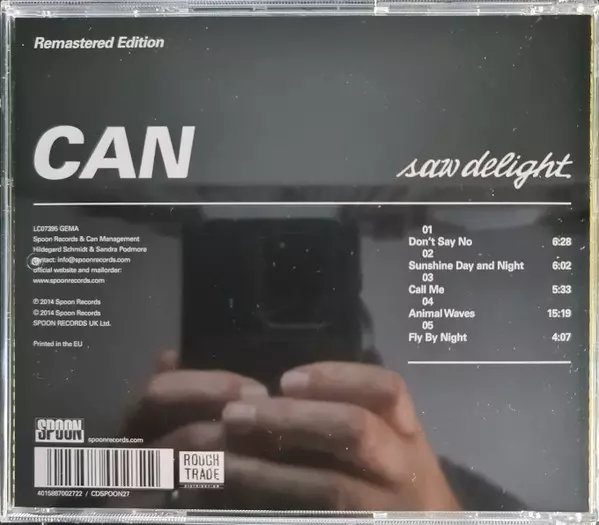 Remastered Edition
CAN
saw delight
LC07395 GEMA
Spoon Records & Can Management
Hildegard Schmidt & Sandra Podmore
contact: info@spoonrecords.com
official website and mailorder:
www.spoonrecords.com
℗ 2014 Spoon Records
© 2014 Spoon Records
SPOON RECORDS UK Ltd.
Printed in the EU
01
Don't Say No 6:28
02
Sunshine Day and Night 6:02
03
Call Me 5:33
04
Animal Waves 15:19
05
Fly By Night 4:07
SPOON
spoonrecords.com
4015887002722 / CDSPOON27
ROUGH
TRADE